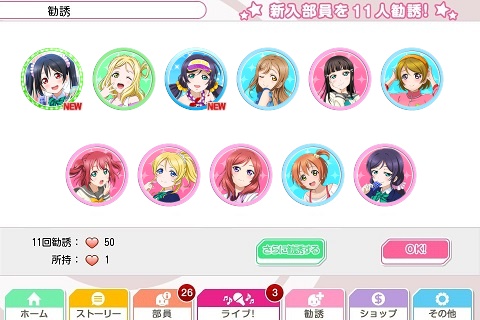 勧誘
新入部員を11人勧誘!
NEW
NEW
11回勧誘: 50
所持: 1
さらに勧誘する
OK!
26
3
ホーム
ストーリー
部員
ライブ!
勧誘
ショップ
その他